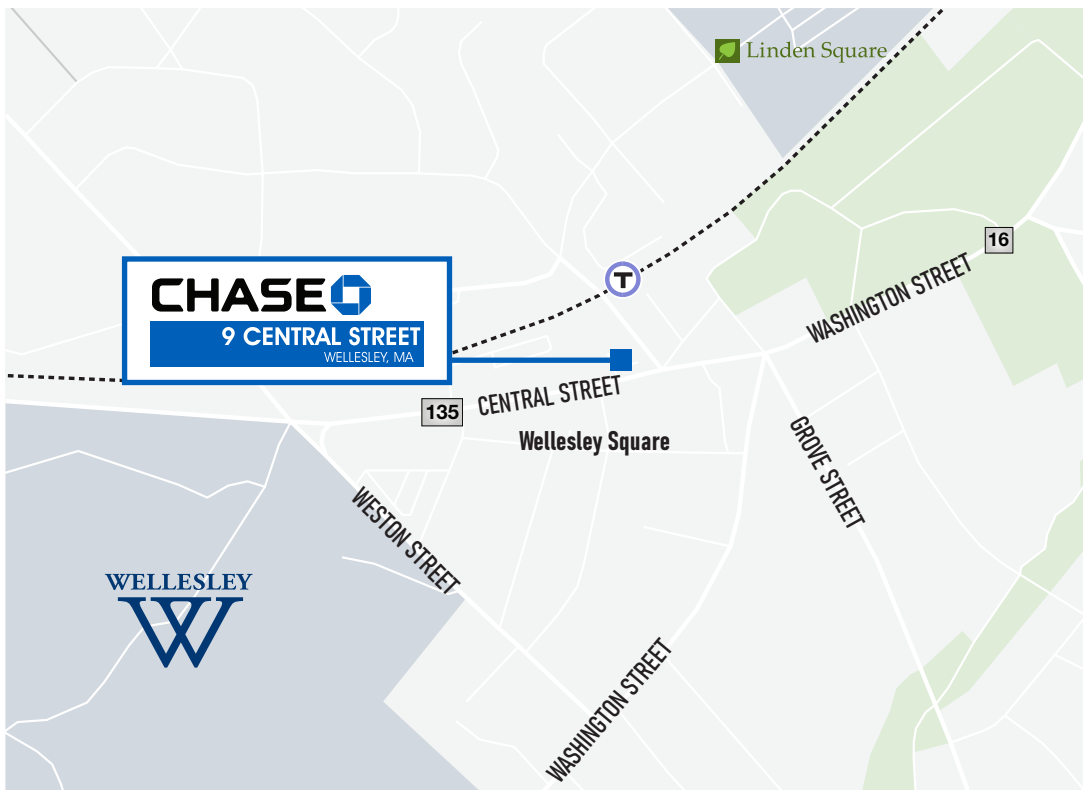 Linden Square
16
WASHINGTON STREET
T
CHASE
9 CENTRAL STREET
WELLESLEY, MA
135
CENTRAL STREET
Wellesley Square
GROVE STREET
WESTON STREET
WELLESLEY
W
WASHINGTON STREET